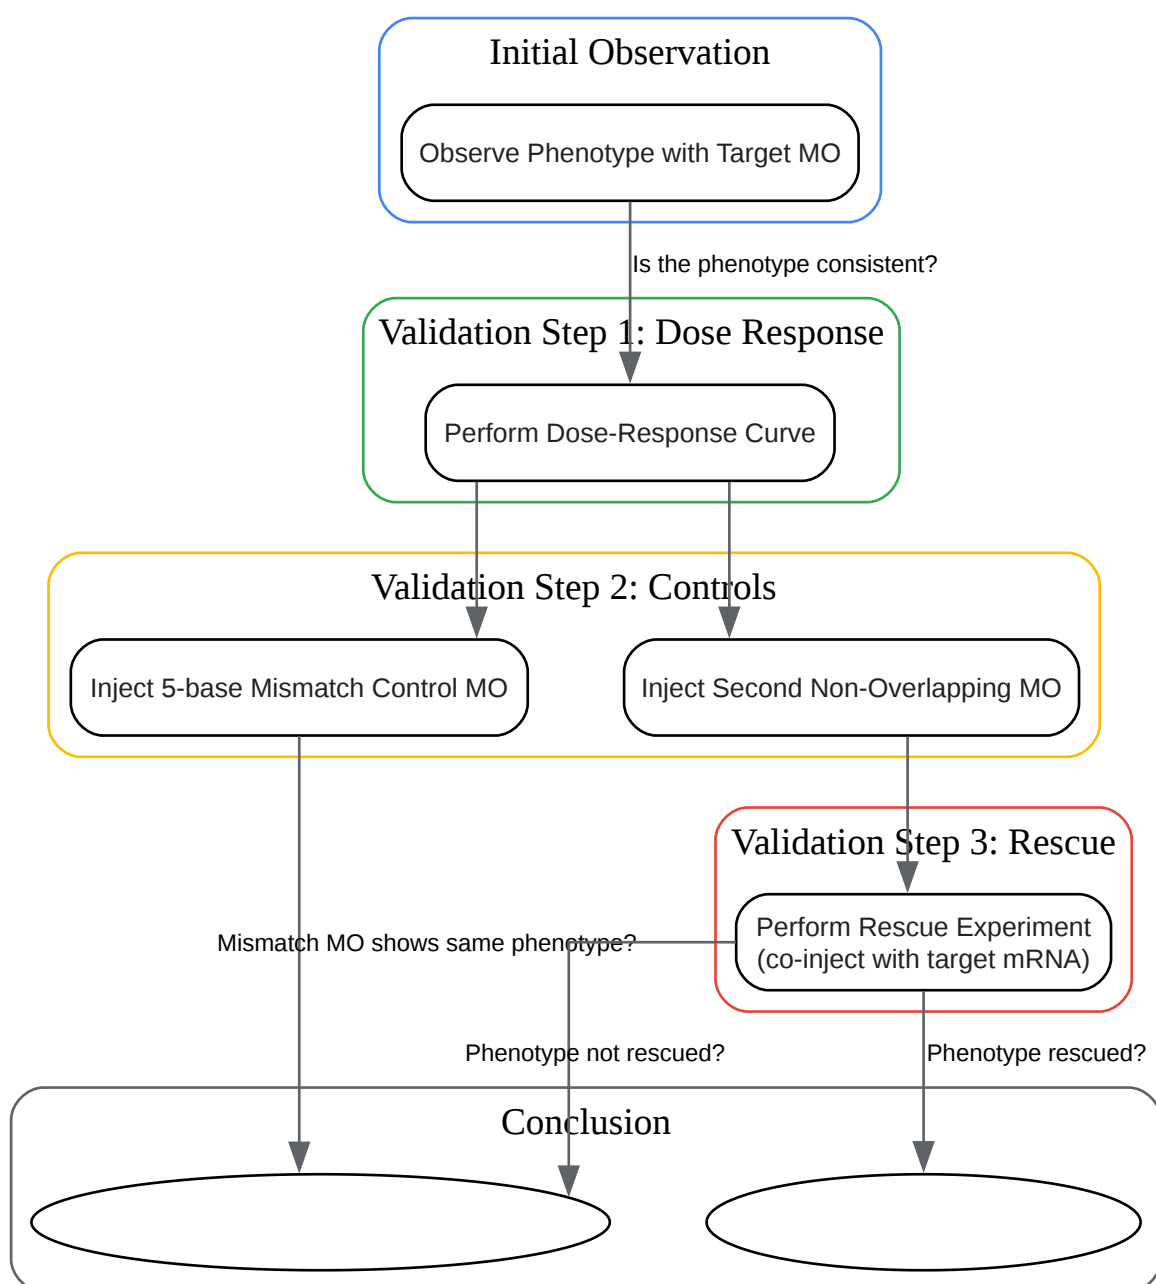 Initial Observation
Observe Phenotype with Target MO
Is the phenotype consistent?
Validation Step 1: Dose Response
Perform Dose-Response Curve
Validation Step 2: Controls
Inject 5-base Mismatch Control MO
Inject Second Non-Overlapping MO
Validation Step 3: Rescue
Perform Rescue Experiment
(co-inject with target mRNA)
Mismatch MO shows same phenotype?
Phenotype not rescued?
Phenotype rescued?
Conclusion